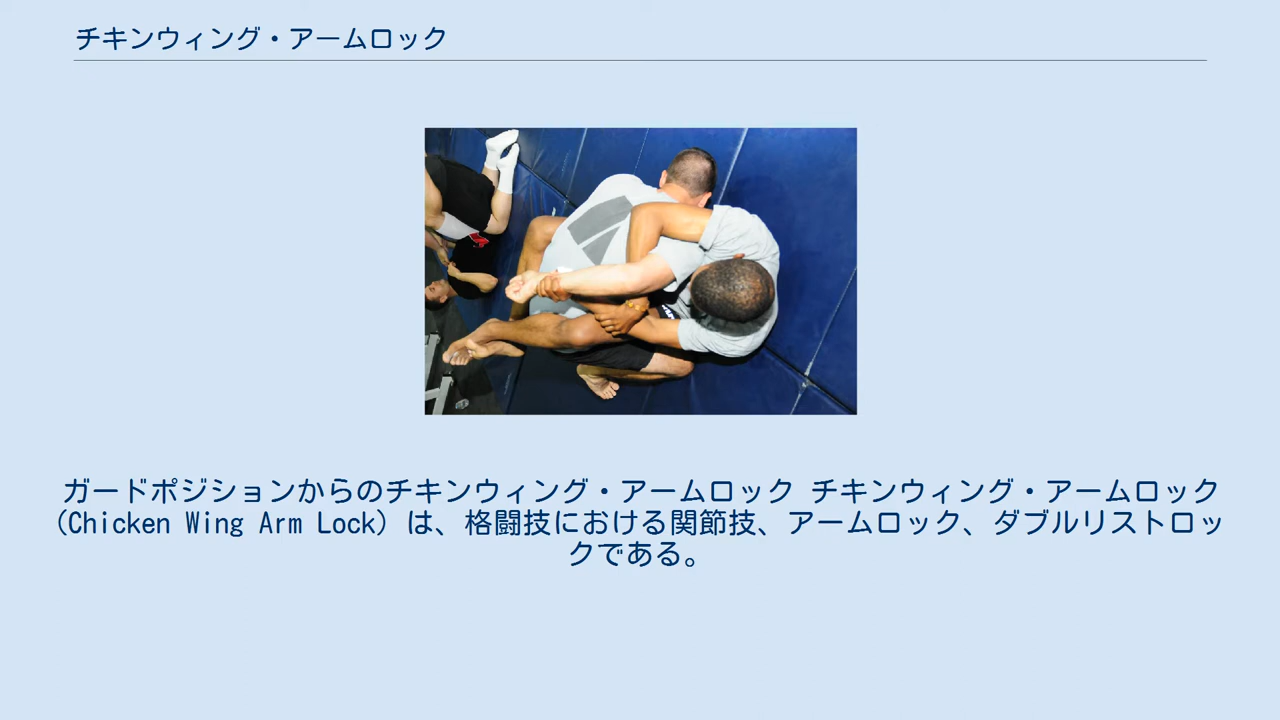 チキンウィング・アームロック
ガードポジションからのチキンウィング・アームロック チキンウィング・アームロック
(Chicken Wing Arm Lock) は、格闘技における関節技、アームロック、ダブルリストロッ
クである。